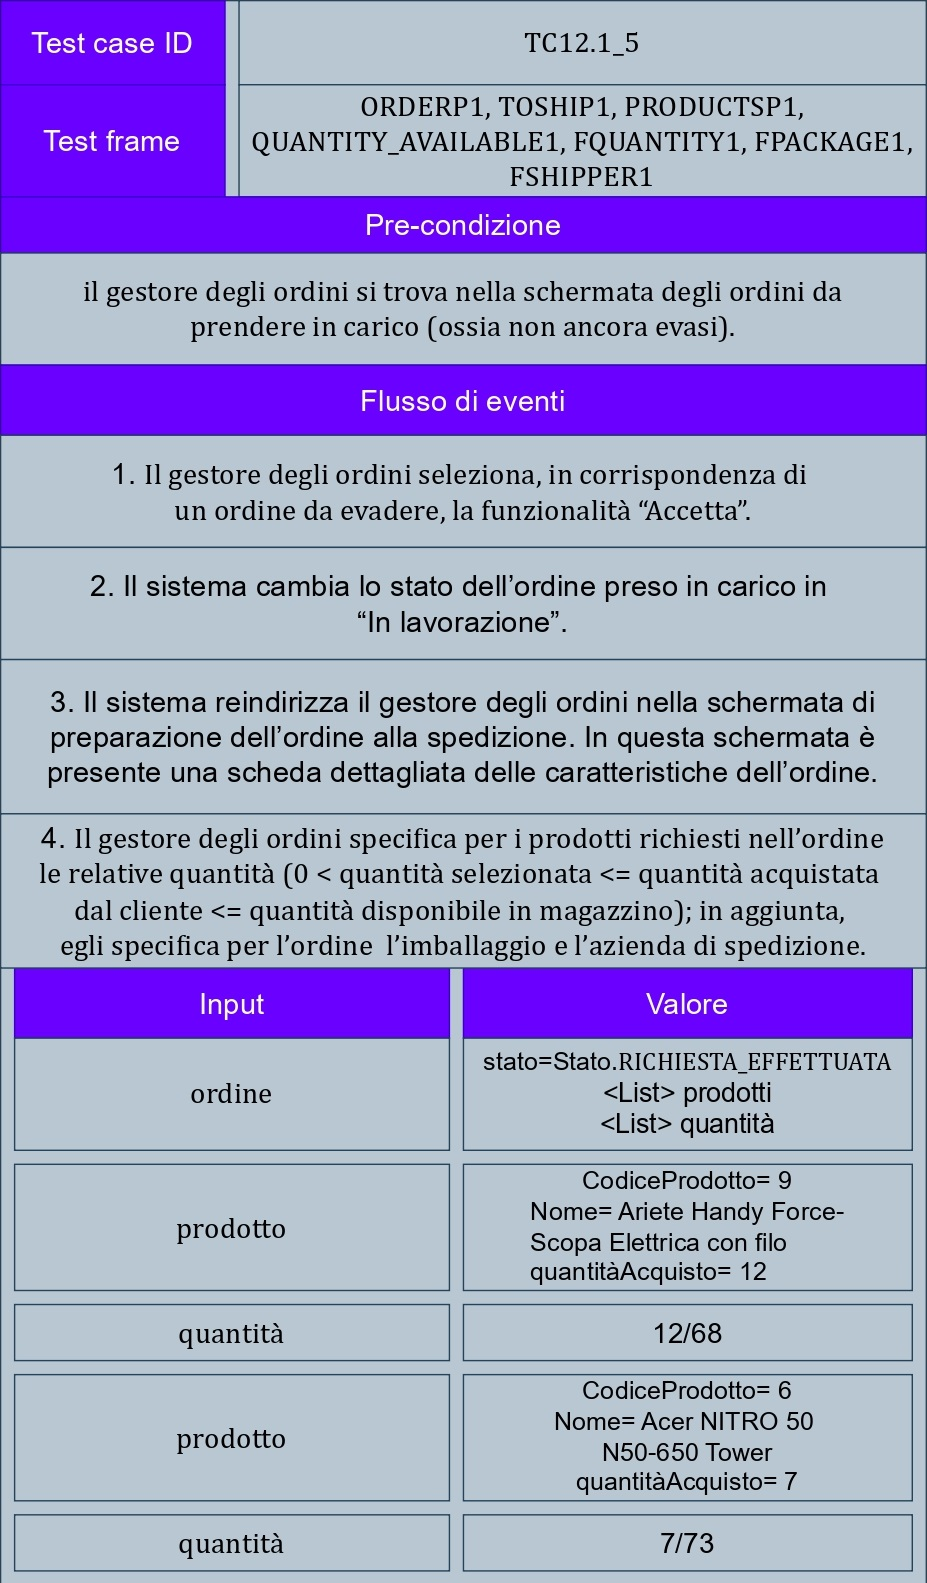 Test case ID
TC12.1_5
Test frame
ORDERP1, TOSHIP1, PRODUCTSP1,
QUANTITY_AVAILABLE1, FQUANTITY1, FPACKAGE1,
FSHIPPER1
Pre-condizione
il gestore degli ordini si trova nella schermata degli ordini da
prendere in carico (ossia non ancora evasi).
Flusso di eventi
1. Il gestore degli ordini seleziona, in corrispondenza di
un ordine da evadere, la funzionalità “Accetta”.
2. Il sistema cambia lo stato dell’ordine preso in carico in
“In lavorazione”.
3. Il sistema reindirizza il gestore degli ordini nella schermata di
preparazione dell’ordine alla spedizione. In questa schermata è
presente una scheda dettagliata delle caratteristiche dell’ordine.
4. Il gestore degli ordini specifica per i prodotti richiesti nell’ordine
le relative quantità (0 < quantità selezionata <= quantità acquistata
dal cliente <= quantità disponibile in magazzino); in aggiunta,
egli specifica per l’ordine l’imballaggio e l’azienda di spedizione.
Input
Valore
ordine
stato=Stato.RICHIESTA_EFFETTUATA
<List> prodotti
<List> quantità
prodotto
CodiceProdotto= 9
Nome= Ariete Handy Force-
Scopa Elettrica con filo
quantitàAcquisto= 12
quantità
12/68
prodotto
CodiceProdotto= 6
Nome= Acer NITRO 50
N50-650 Tower
quantitàAcquisto= 7
quantità
7/73